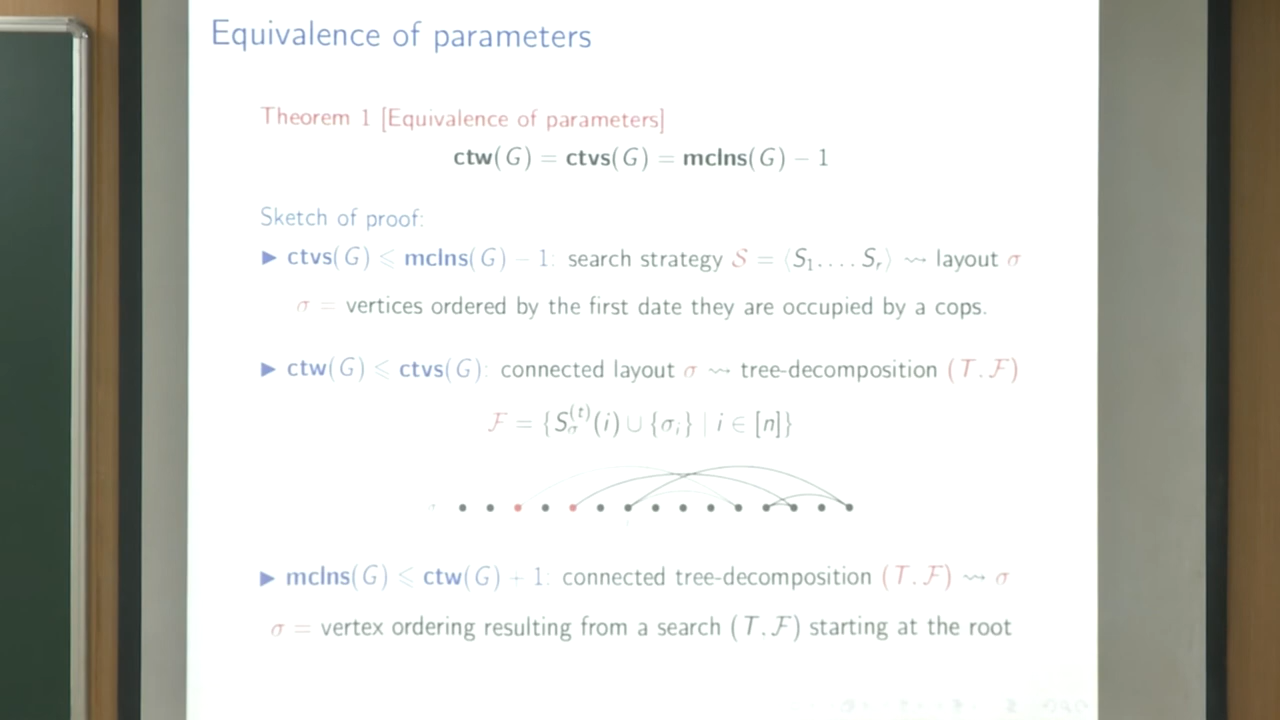 Equivalence of parameters
Theorem 1 [Equivalence of parameters]
ctw(G) = ctvs(G) = mclns(G) − 1
Sketch of proof:
▶ ctvs(G) ⩽ mclns(G) − 1: search strategy S = ⟨S₁. . . . Sᵣ⟩ ⇝ layout σ
σ = vertices ordered by the first date they are occupied by a cops.
▶ ctw(G) ⩽ ctvs(G): connected layout σ ⇝ tree-decomposition (T, F)
F = {S_σ^(t)(i) ∪ {σᵢ} | i ∈ [n]}
σ
▶ mclns(G) ⩽ ctw(G) + 1: connected tree-decomposition (T, F) ⇝ σ
σ = vertex ordering resulting from a search (T, F) starting at the root